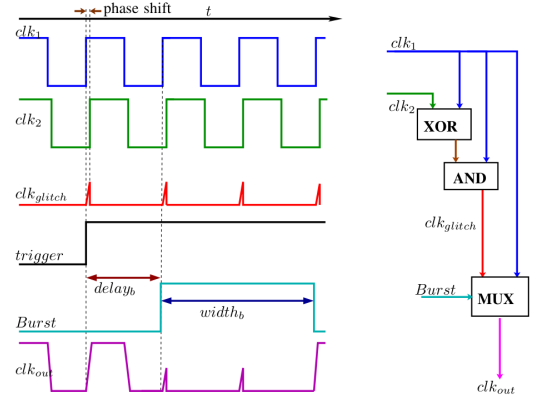 phase shift
t
clk1
clk2
clkglitch
trigger
delayb
Burst
widthb
clkout
clk1
clk2
XOR
AND
clkglitch
Burst
MUX
clkout